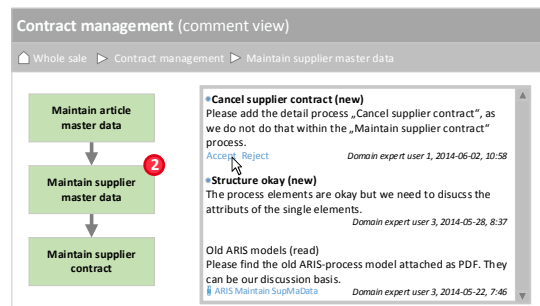 Contract management (comment view)
Whole sale Contract management Maintain supplier master data
Maintain article
master data
2
Maintain supplier
master data
Maintain supplier
contract
Cancel supplier contract (new)
Please add the detail process „Cancel supplier contract“, as
we do not do that within the „Maintain supplier contract“
process.
Accept Reject Domain expert user 1, 2014-06-02, 10:58
Structure okay (new)
The process elements are okay but we need to disucss the
attributs of the single elements.
Domain expert user 3, 2014-05-28, 8:37
Old ARIS models (read)
Please find the old ARIS-process model attached as PDF. They
can be our discussion basis.
ARIS Maintain SupMaData Domain expert user 3, 2014-05-22, 7:46